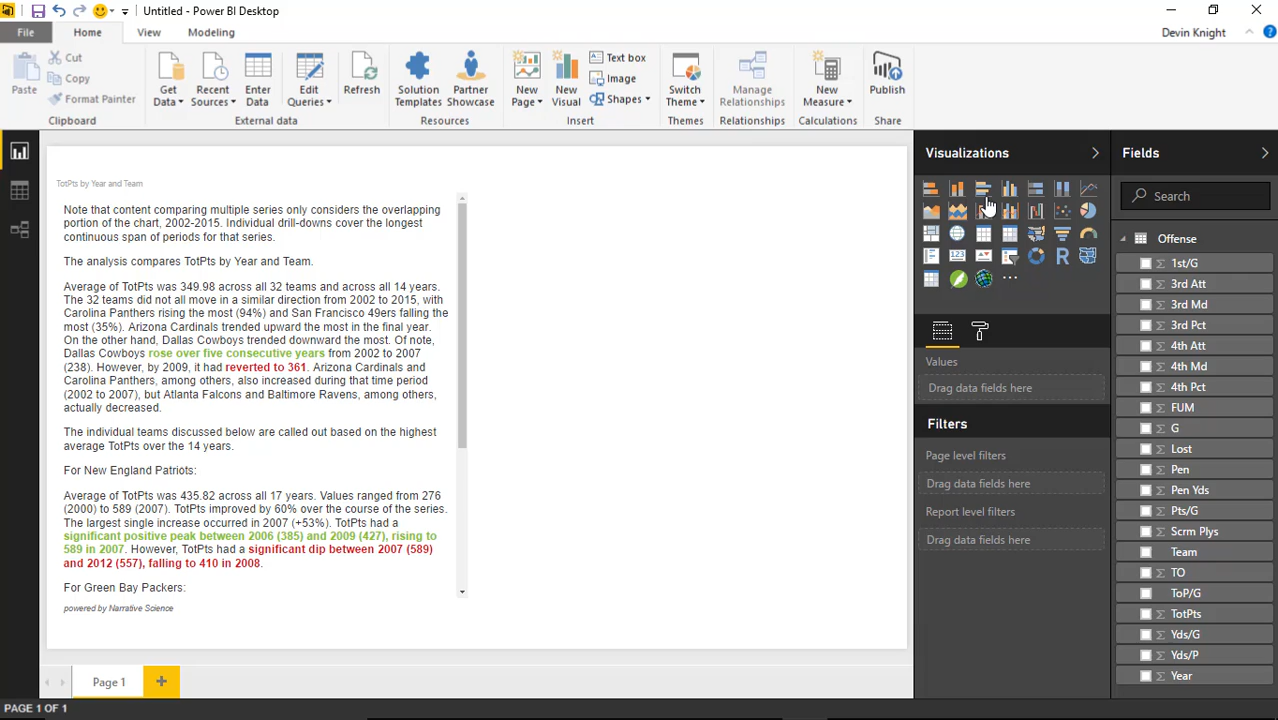 Untitled - Power BI Desktop
File
Home
View
Modeling
Devin Knight
Paste
Cut
Copy
Format Painter
Clipboard
Get Data
Recent Sources
Enter Data
Edit Queries
Refresh
External data
Solution Templates
Partner Showcase
Resources
New Page
New Visual
Text box
Image
Shapes
Insert
Switch Theme
Themes
Manage Relationships
Relationships
New Measure
Calculations
Publish
Share
TotPts by Year and Team
Note that content comparing multiple series only considers the overlapping
portion of the chart, 2002-2015. Individual drill-downs cover the longest
continuous span of periods for that series.
The analysis compares TotPts by Year and Team.
Average of TotPts was 349.98 across all 32 teams and across all 14 years.
The 32 teams did not all move in a similar direction from 2002 to 2015, with
Carolina Panthers rising the most (94%) and San Francisco 49ers falling the
most (35%). Arizona Cardinals trended upward the most in the final year.
On the other hand, Dallas Cowboys trended downward the most. Of note,
Dallas Cowboys rose over five consecutive years from 2002 to 2007
(238). However, by 2009, it had reverted to 361. Arizona Cardinals and
Carolina Panthers, among others, also increased during that time period
(2002 to 2007), but Atlanta Falcons and Baltimore Ravens, among others,
actually decreased.
The individual teams discussed below are called out based on the highest
average TotPts over the 14 years.
For New England Patriots:
Average of TotPts was 435.82 across all 17 years. Values ranged from 276
(2000) to 589 (2007). TotPts improved by 60% over the course of the series.
The largest single increase occurred in 2007 (+53%). TotPts had a
significant positive peak between 2006 (385) and 2009 (427), rising to
589 in 2007. However, TotPts had a significant dip between 2007 (589)
and 2012 (557), falling to 410 in 2008.
For Green Bay Packers:
powered by Narrative Science
Visualizations
123
R
Values
Drag data fields here
Filters
Page level filters
Drag data fields here
Report level filters
Drag data fields here
Fields
Search
Offense
Σ 1st/G
Σ 3rd Att
Σ 3rd Md
Σ 3rd Pct
Σ 4th Att
Σ 4th Md
Σ 4th Pct
Σ FUM
Σ G
Σ Lost
Σ Pen
Σ Pen Yds
Σ Pts/G
Σ Scrm Plys
Team
Σ TO
ToP/G
Σ TotPts
Σ Yds/G
Σ Yds/P
Σ Year
Page 1
PAGE 1 OF 1